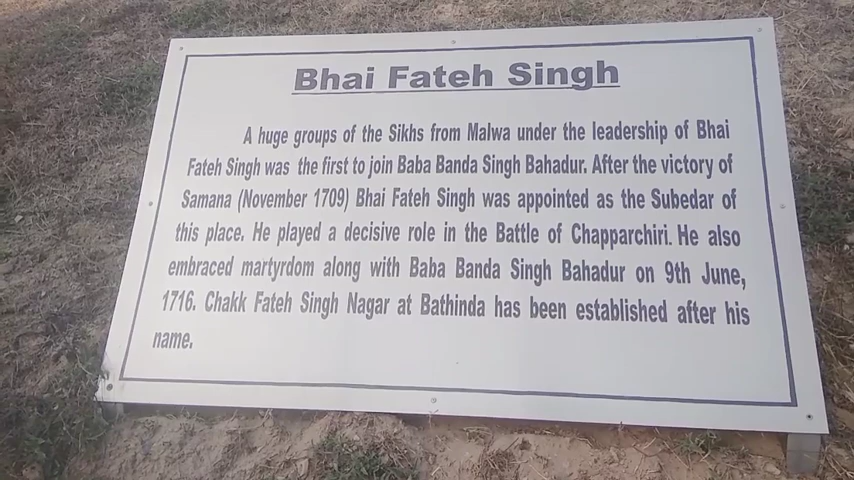 Bhai Fateh Singh
A huge groups of the Sikhs from Malwa under the leadership of Bhai
Fateh Singh was the first to join Baba Banda Singh Bahadur. After the victory of
Samana (November 1709) Bhai Fateh Singh was appointed as the Subedar of
this place. He played a decisive role in the Battle of Chapparchiri. He also
embraced martyrdom along with Baba Banda Singh Bahadur on 9th June,
1716. Chakk Fateh Singh Nagar at Bathinda has been established after his
name.